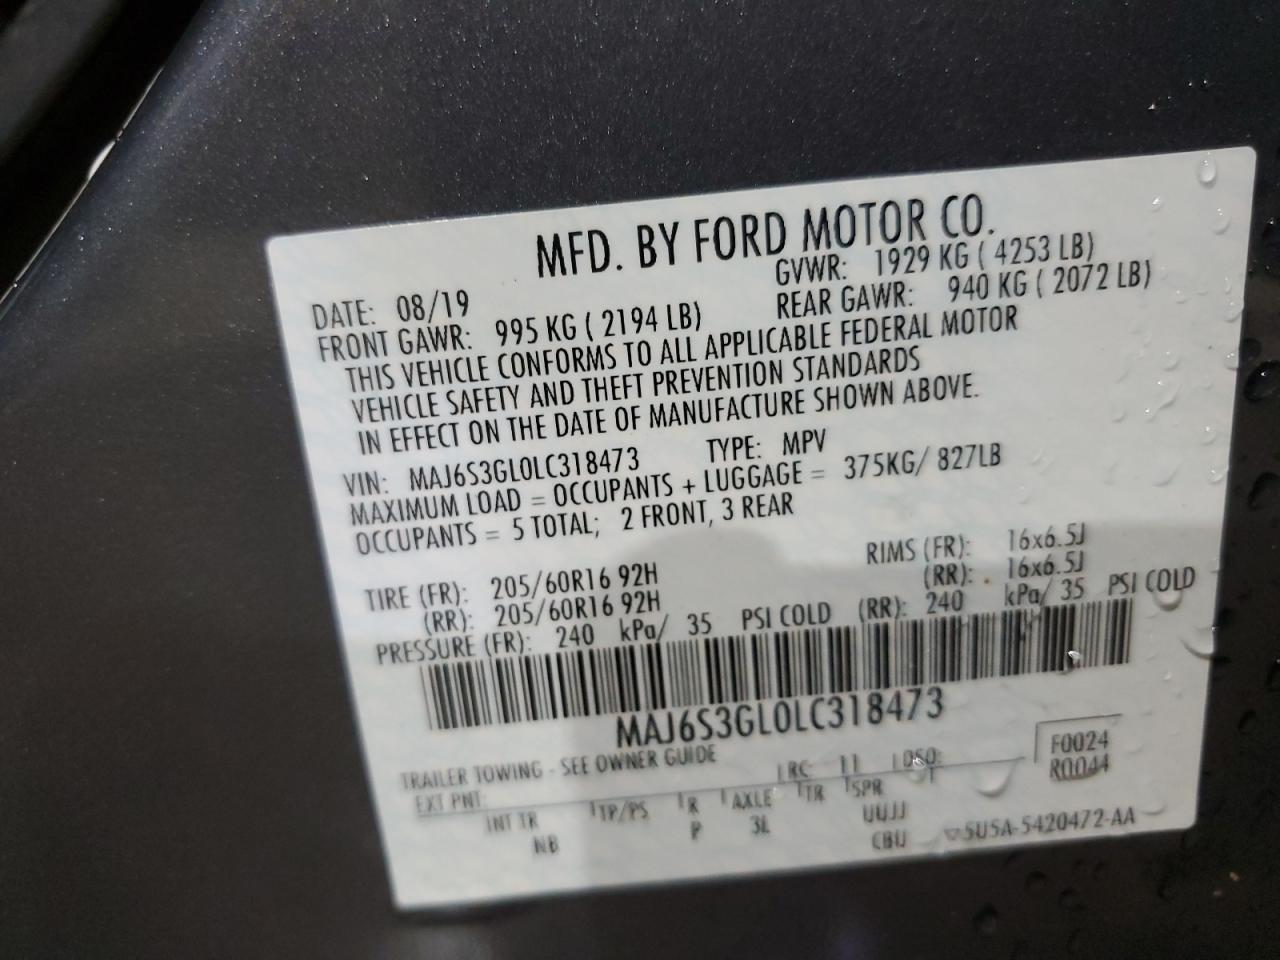 MFD. BY FORD MOTOR CO.
DATE: 08/19 GVWR: 1929 KG ( 4253 LB)
FRONT GAWR: 995 KG ( 2194 LB) REAR GAWR: 940 KG ( 2072 LB)
THIS VEHICLE CONFORMS TO ALL APPLICABLE FEDERAL MOTOR
VEHICLE SAFETY AND THEFT PREVENTION STANDARDS
IN EFFECT ON THE DATE OF MANUFACTURE SHOWN ABOVE.
VIN: MAJ6S3GL0LC318473 TYPE: MPV
MAXIMUM LOAD = OCCUPANTS + LUGGAGE = 375KG/ 827LB
OCCUPANTS = 5 TOTAL; 2 FRONT, 3 REAR
TIRE (FR): 205/60R16 92H RIMS (FR): 16x6.5J
(RR): 205/60R16 92H (RR): 16x6.5J
PRESSURE (FR): 240 kPa/ 35 PSI COLD (RR): 240 kPa/ 35 PSI COLD
MAJ6S3GL0LC318473
TRAILER TOWING - SEE OWNER GUIDE
EXT PNT: RC: 11 DSO: F0024
R0044
INT TR TP/PS R AXLE TR SPR T
NB P 3L UUJJ
CBU 5U5A-5420472-AA